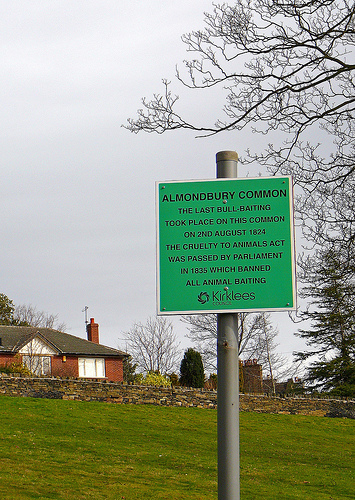 ALMONDBURY COMMON
THE LAST BULL-BAITING
TOOK PLACE ON THIS COMMON
ON 2ND AUGUST 1824
THE CRUELTY TO ANIMALS ACT
WAS PASSED BY PARLIAMENT
IN 1835 WHICH BANNED
ALL ANIMAL BAITING
Kirklees
COUNCIL